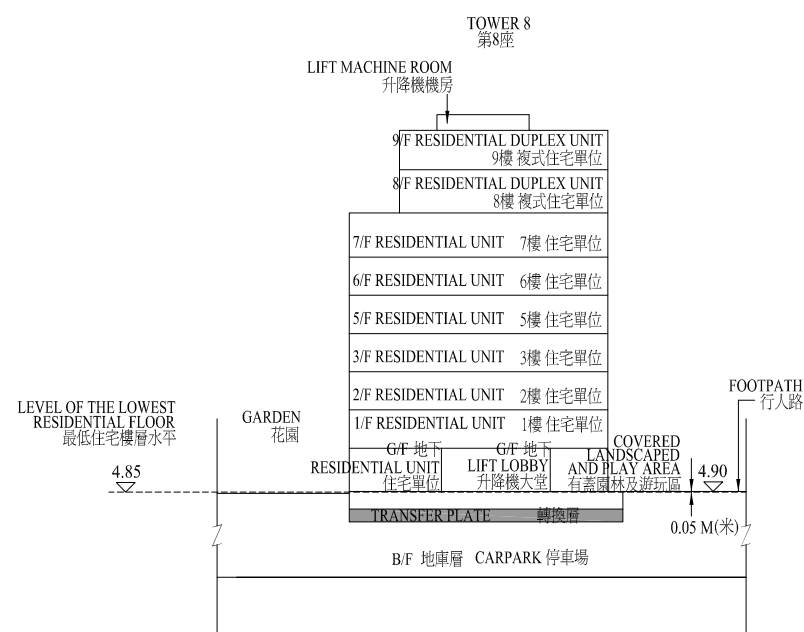 TOWER 8
第8座
LIFT MACHINE ROOM
升降機機房
9/F RESIDENTIAL DUPLEX UNIT
9樓 複式住宅單位
8/F RESIDENTIAL DUPLEX UNIT
8樓 複式住宅單位
7/F RESIDENTIAL UNIT 7樓 住宅單位
6/F RESIDENTIAL UNIT 6樓 住宅單位
5/F RESIDENTIAL UNIT 5樓 住宅單位
3/F RESIDENTIAL UNIT 3樓 住宅單位
2/F RESIDENTIAL UNIT 2樓 住宅單位
1/F RESIDENTIAL UNIT 1樓 住宅單位
FOOTPATH
行人路
LEVEL OF THE LOWEST
RESIDENTIAL FLOOR
最低住宅樓層水平
4.85
GARDEN
花園
G/F 地下
RESIDENTIAL UNIT
住宅單位
G/F 地下
LIFT LOBBY
升降機大堂
COVERED
LANDSCAPED
AND PLAY AREA
有蓋園林及遊玩區
4.90
0.05 M(米)
TRANSFER PLATE 轉換層
B/F 地庫層 CARPARK 停車場